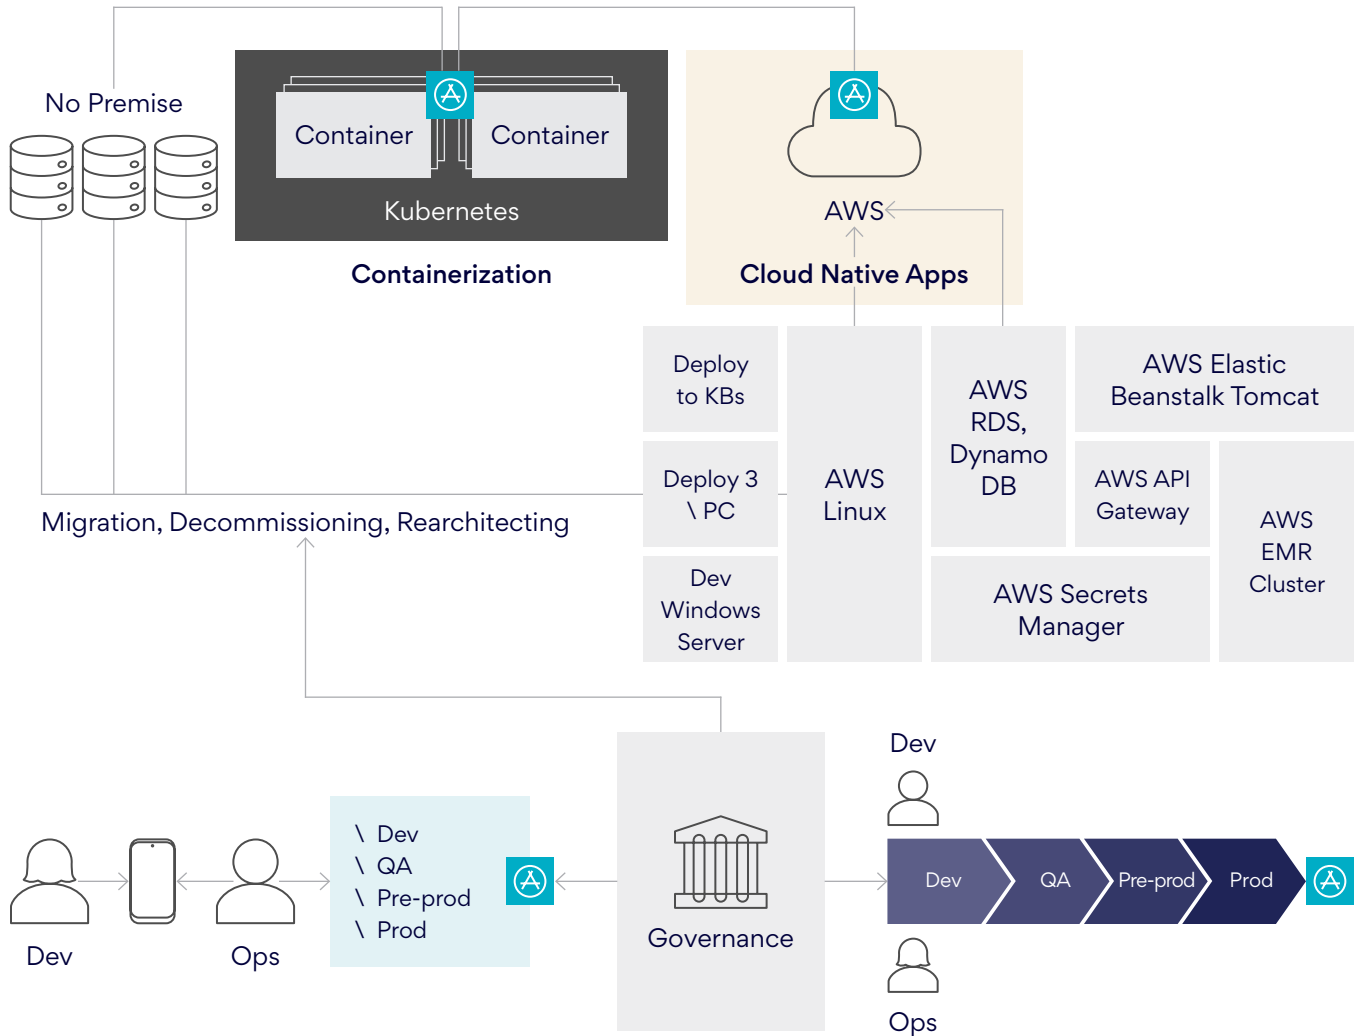 No Premise
Container
Container
Kubernetes
Containerization
AWS
Cloud Native Apps
Deploy
to KBs
Deploy 3
\ PC
Dev
Windows
Server
AWS
Linux
AWS
RDS,
Dynamo
DB
AWS Elastic
Beanstalk Tomcat
AWS API
Gateway
AWS
EMR
Cluster
AWS Secrets
Manager
Migration, Decommissioning, Rearchitecting
Dev
Ops
\ Dev
\ QA
\ Pre-prod
\ Prod
Governance
Dev
Dev
QA
Pre-prod
Prod
Ops